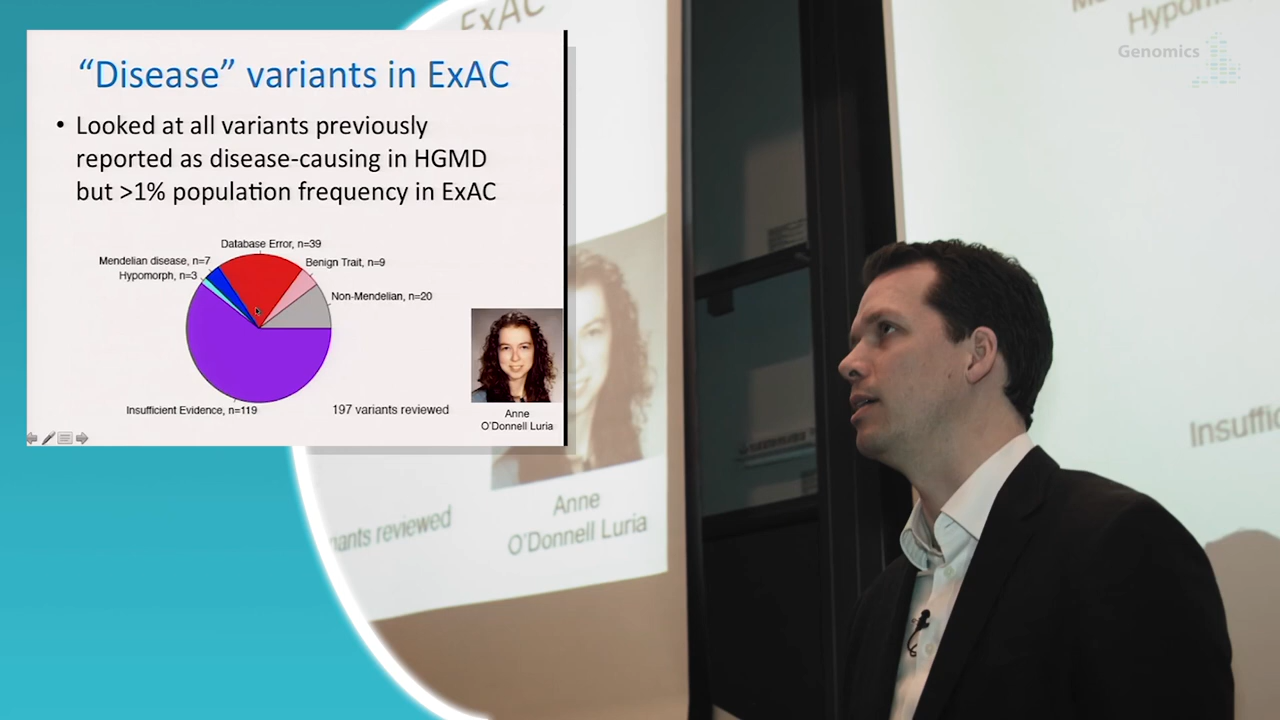 "Disease" variants in ExAC
• Looked at all variants previously
reported as disease-causing in HGMD
but >1% population frequency in ExAC
Database Error, n=39
Mendelian disease, n=7
Benign Trait, n=9
Hypomorph, n=3
Non-Mendelian, n=20
Insufficient Evidence, n=119
197 variants reviewed
Anne
O'Donnell Luria
ExAC
reviewed
Anne
O'Donnell Luria
Genomics